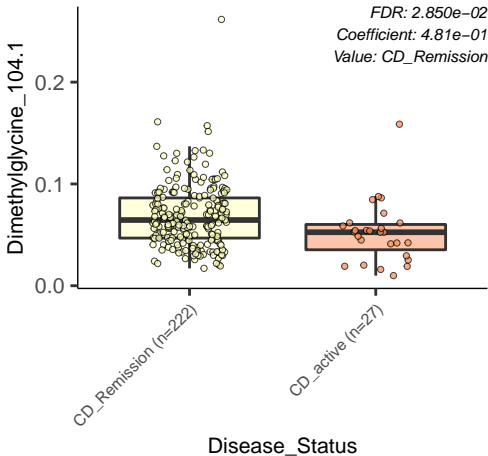 FDR: 2.850e−02
Coefficient: 4.81e−01
Value: CD_Remission
Dimethylglycine_104.1
0.2
0.1
0.0
CD_Remission (n=222)
CD_active (n=27)
Disease_Status